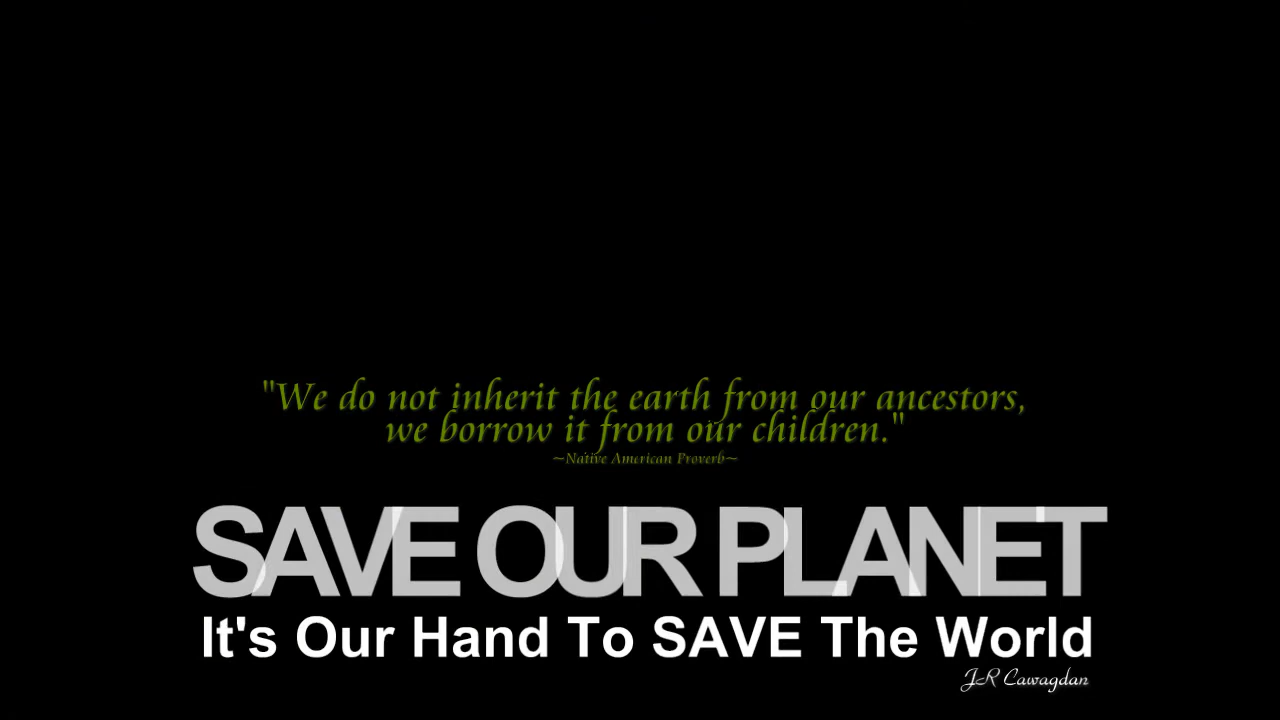 "We do not inherit the earth from our ancestors,
we borrow it from our children."
~Native American Proverb~
SAVE OUR PLANET
It's Our Hand To SAVE The World
J-R Cawagdan